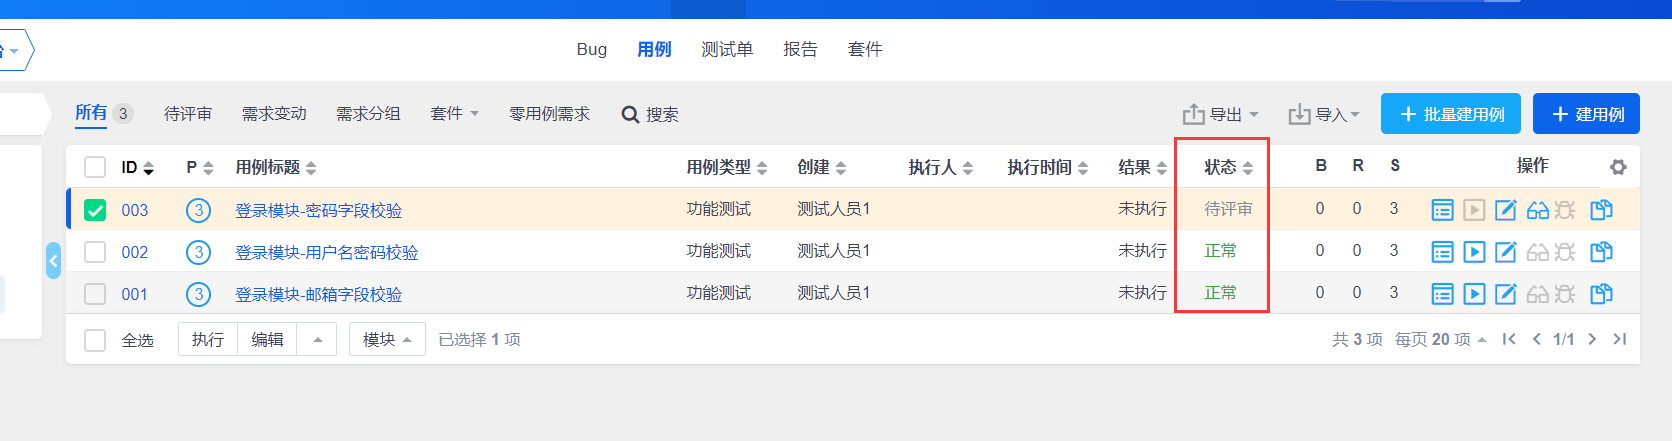 Bug 用例 测试单 报告 套件
所有 3 待评审 需求变动 需求分组 套件 零用例需求 搜索 导出 导入 批量建用例 建用例
ID P 用例标题 用例类型 创建 执行人 执行时间 结果 状态 B R S 操作
003 3 登录模块-密码字段校验 功能测试 测试人员1 未执行 待评审 0 0 3
002 3 登录模块-用户名密码校验 功能测试 测试人员1 未执行 正常 0 0 3
001 3 登录模块-邮箱字段校验 功能测试 测试人员1 未执行 正常 0 0 3
全选 执行 编辑 模块 已选择 1 项 共 3 项 每页 20 项 1/1